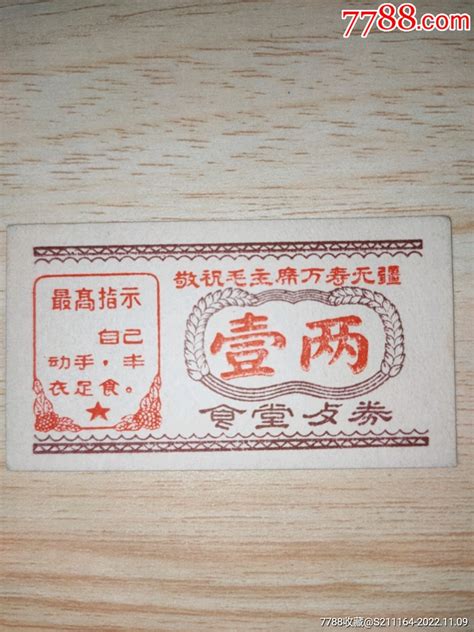 7788.com
最高指示
自己
动手，丰
衣足食。
敬祝毛主席万寿无疆
壹两
食堂歺券
7788收藏@S211164-2022.11.09